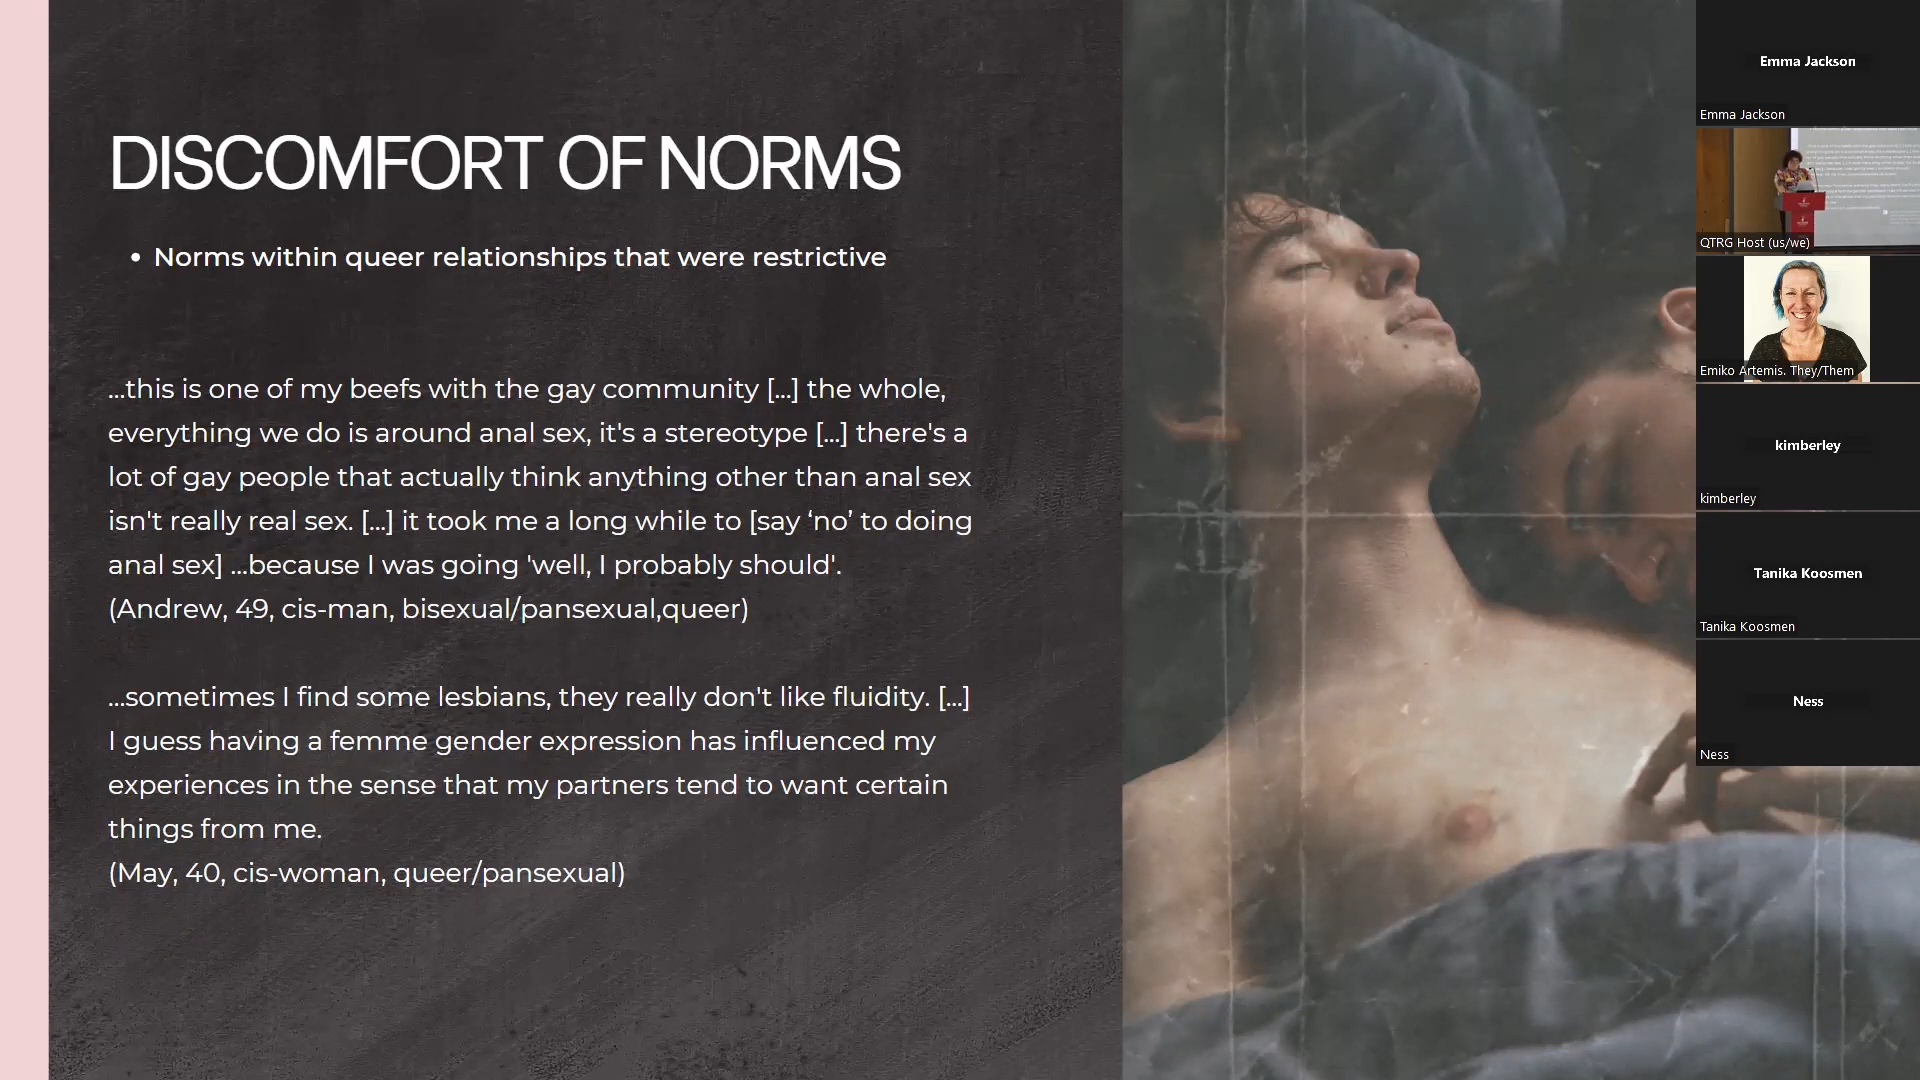 DISCOMFORT OF NORMS
• Norms within queer relationships that were restrictive
...this is one of my beefs with the gay community [...] the whole,
everything we do is around anal sex, it's a stereotype [...] there's a
lot of gay people that actually think anything other than anal sex
isn't really real sex. [...] it took me a long while to [say ‘no’ to doing
anal sex] ...because I was going 'well, I probably should'.
(Andrew, 49, cis-man, bisexual/pansexual,queer)
...sometimes I find some lesbians, they really don't like fluidity. [...]
I guess having a femme gender expression has influenced my
experiences in the sense that my partners tend to want certain
things from me.
(May, 40, cis-woman, queer/pansexual)
Emma Jackson
Emma Jackson
QTRG Host (us/we)
Emiko Artemis. They/Them
kimberley
kimberley
Tanika Koosmen
Tanika Koosmen
Ness
Ness